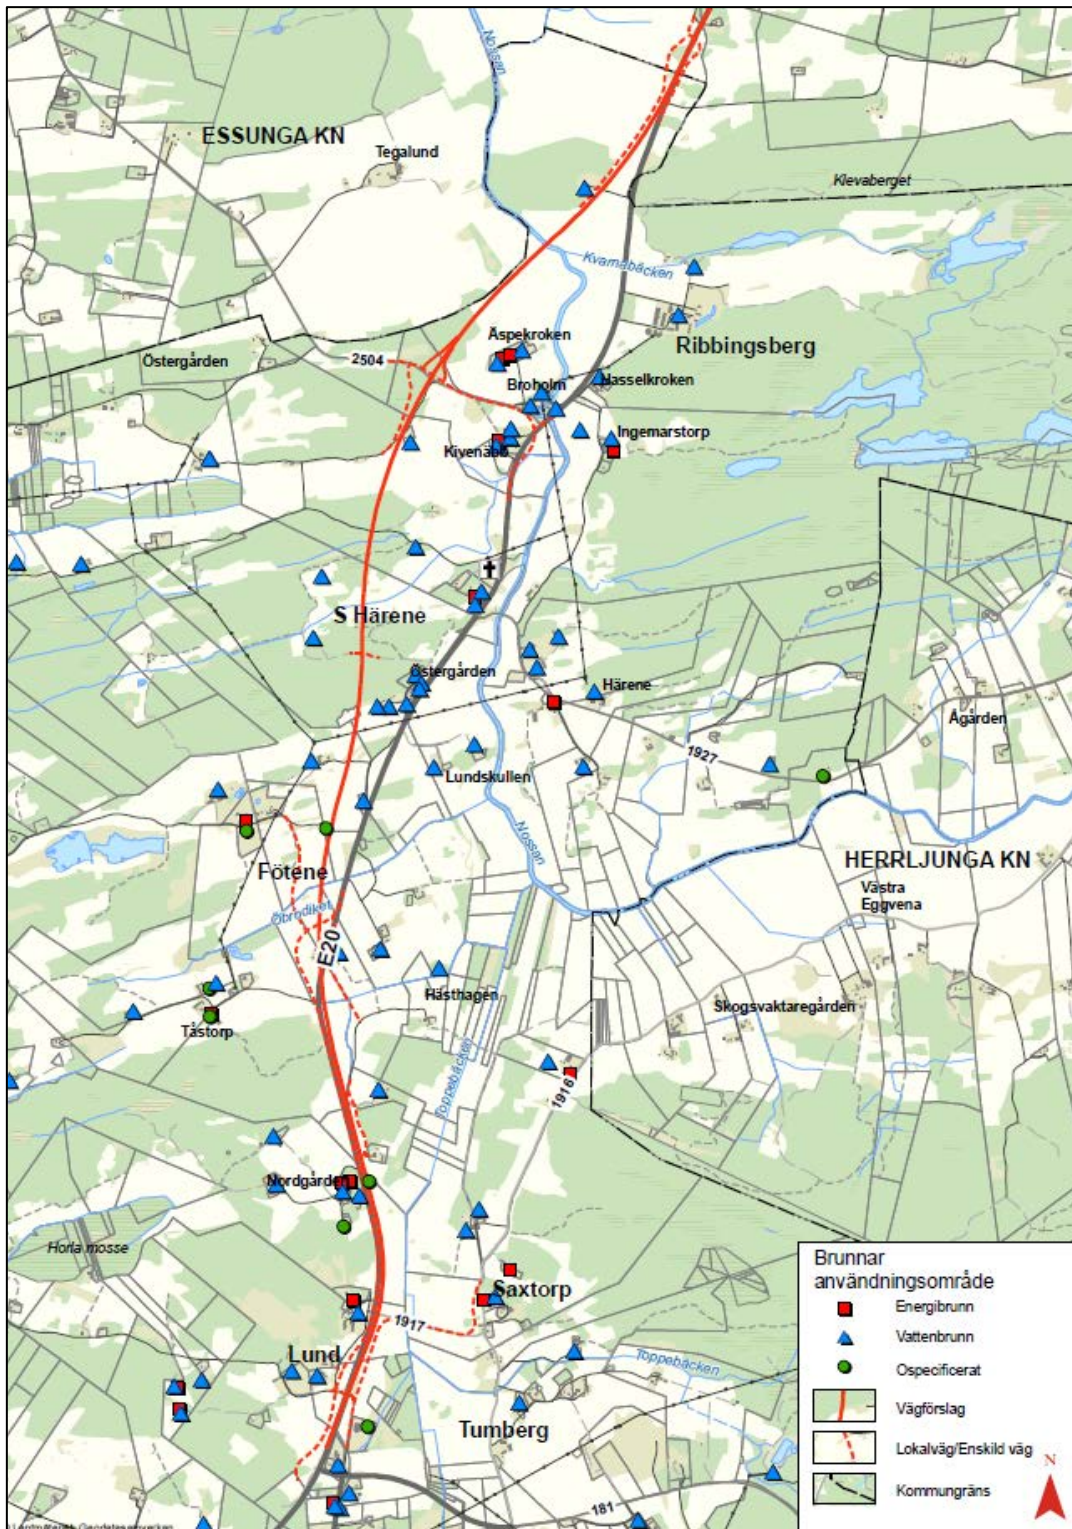 Nossan
ESSUNGA KN
Tegalund
Klevaberget
Kvarnabäcken
Äspekroken
Ribbingsberg
2504
Östergården
Hasselkroken
Broholm
Ingemarstorp
Kivenäbb
S Härene
Östergården
Härene
Ågården
1927
Lundskullen
Nossan
HERRLJUNGA KN
Fötene
Västra
Eggvena
Öbrodiket
E20
Hästhagen
Skogsvaktaregården
Tåstorp
Toppebäcken
1916
Nordgården
Horla mosse
Saxtorp
1917
Lund
Toppebäcken
Tumberg
181
Brunnar
användningsområde
Energibrunn
Vattenbrunn
Ospecificerat
Vägförslag
Lokalväg/Enskild väg
Kommungräns
N